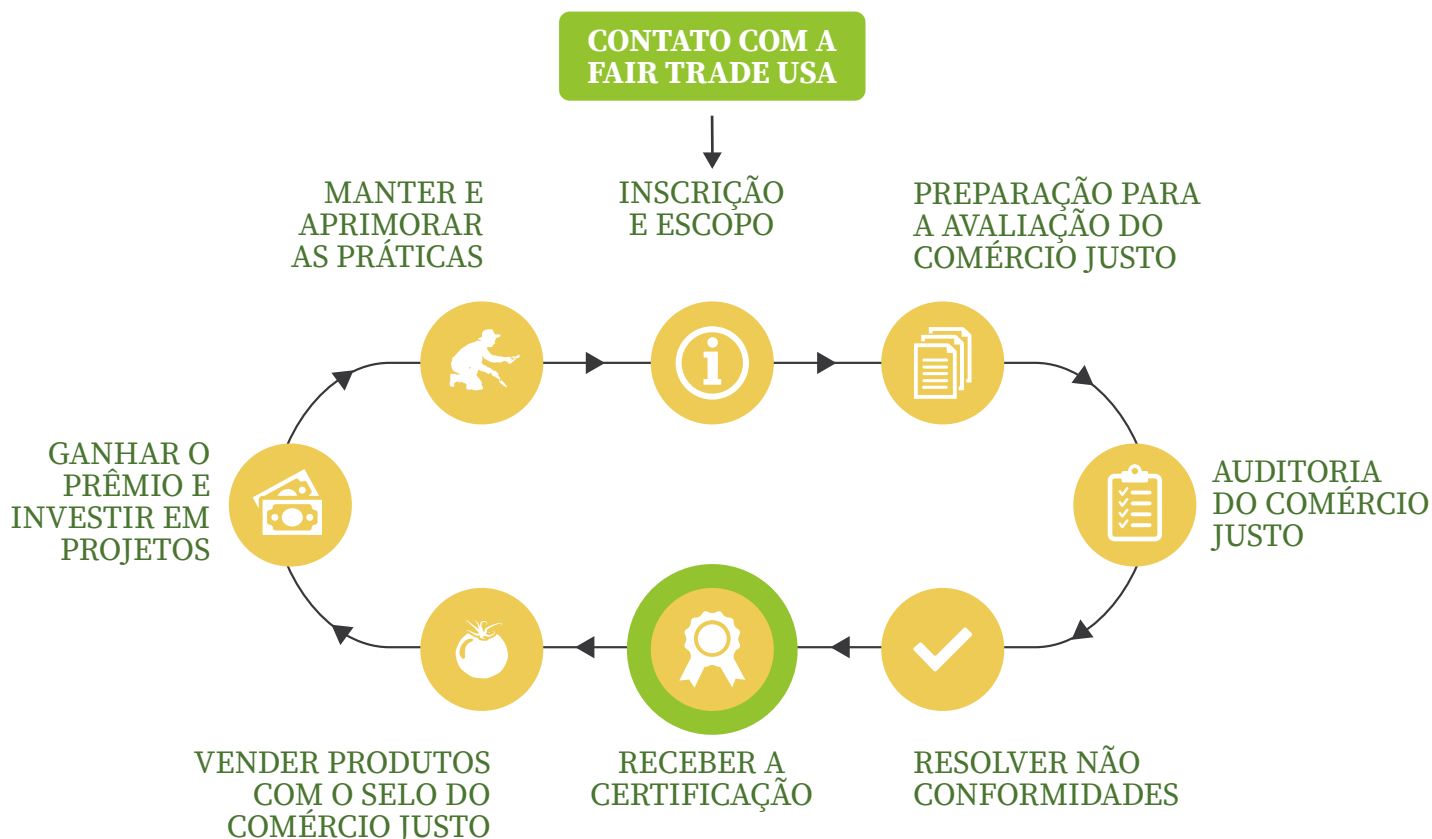 CONTATO COM A
FAIR TRADE USA
MANTER E
APRIMORAR
AS PRÁTICAS
INSCRIÇÃO
E ESCOPO
PREPARAÇÃO PARA
A AVALIAÇÃO DO
COMÉRCIO JUSTO
GANHAR O
PRÊMIO E
INVESTIR EM
PROJETOS
AUDITORIA
DO COMÉRCIO
JUSTO
VENDER PRODUTOS
COM O SELO DO
COMÉRCIO JUSTO
RECEBER A
CERTIFICAÇÃO
RESOLVER NÃO
CONFORMIDADES